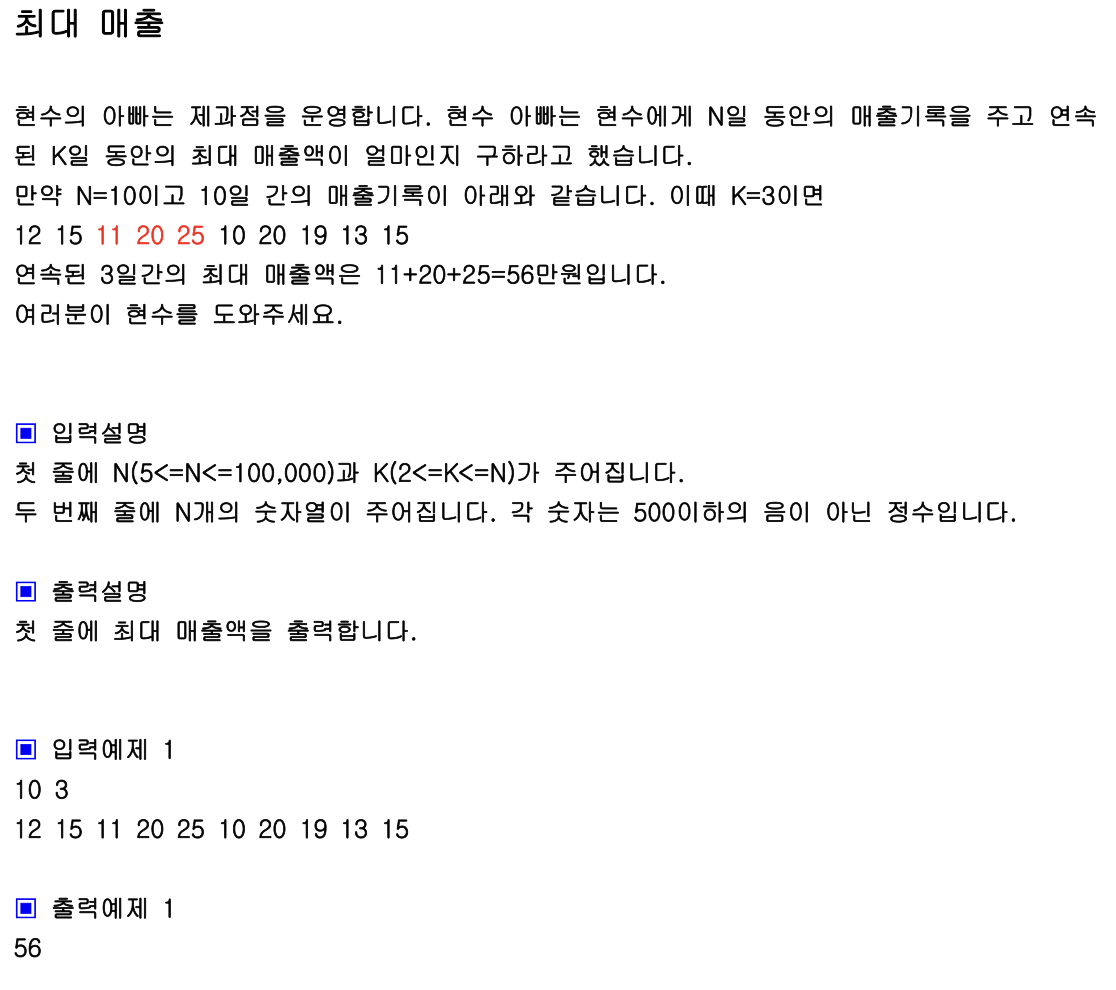 최대 매출
현수의 아빠는 제과점을 운영합니다. 현수 아빠는 현수에게 N일 동안의 매출기록을 주고 연속
된 K일 동안의 최대 매출액이 얼마인지 구하라고 했습니다.
만약 N=10이고 10일 간의 매출기록이 아래와 같습니다. 이때 K=3이면
12 15 11 20 25 10 20 19 13 15
연속된 3일간의 최대 매출액은 11+20+25=56만원입니다.
여러분이 현수를 도와주세요.
▣ 입력설명
첫 줄에 N(5<=N<=100,000)과 K(2<=K<=N)가 주어집니다.
두 번째 줄에 N개의 숫자열이 주어집니다. 각 숫자는 500이하의 음이 아닌 정수입니다.
▣ 출력설명
첫 줄에 최대 매출액을 출력합니다.
▣ 입력예제 1
10 3
12 15 11 20 25 10 20 19 13 15
▣ 출력예제 1
56